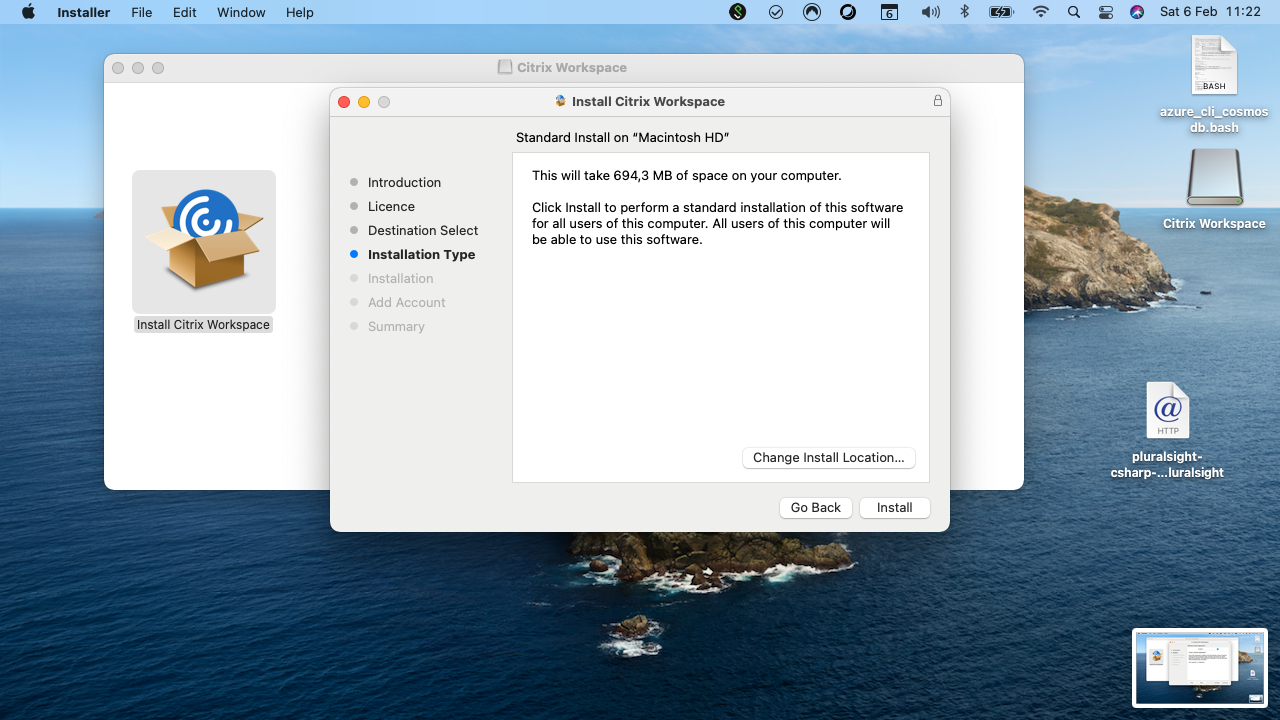 Installer File Edit Window Help 6 Sat 6 Feb 11:22
Citrix Workspace
Install Citrix Workspace
Standard Install on “Macintosh HD”
Introduction
Licence
Destination Select
Installation Type
Installation
Add Account
Summary
This will take 694,3 MB of space on your computer.
Click Install to perform a standard installation of this software
for all users of this computer. All users of this computer will
be able to use this software.
Change Install Location...
Go Back Install
Install Citrix Workspace
BASH
azure_cli_cosmos
db.bash
Citrix Workspace
@
HTTP
pluralsight-
csharp-...luralsight